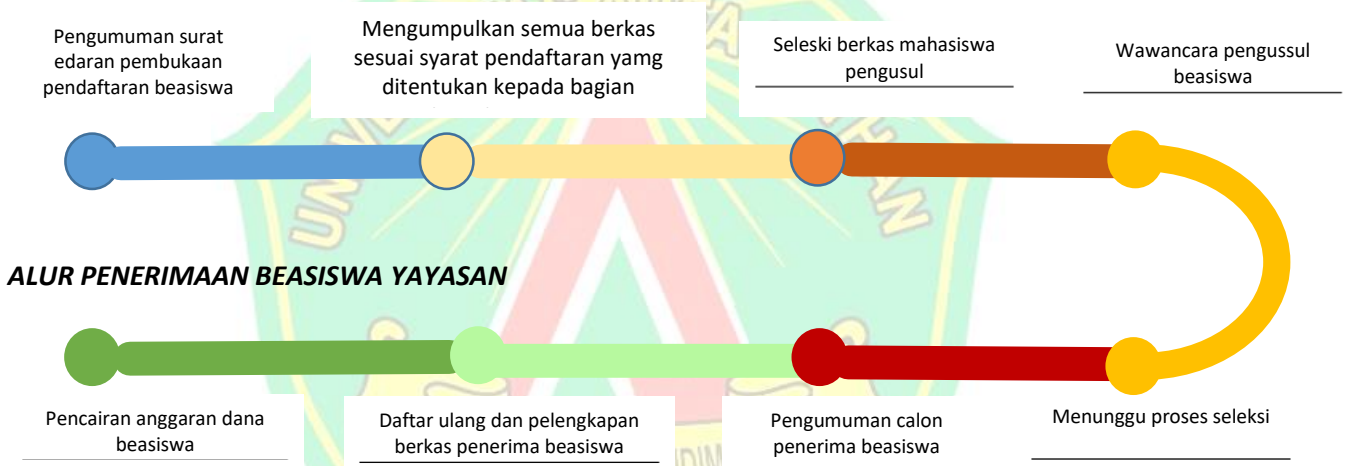 Pengumuman surat
edaran pembukaan
pendaftaran beasiswa
Mengumpulkan semua berkas
sesuai syarat pendaftaran yamg
ditentukan kepada bagian
Seleski berkas mahasiswa
pengusul
Wawancara pengussul
beasiswa
ALUR PENERIMAAN BEASISWA YAYASAN
Menunggu proses seleksi
Pengumuman calon
penerima beasiswa
Daftar ulang dan pelengkapan
berkas penerima beasiswa
Pencairan anggaran dana
beasiswa